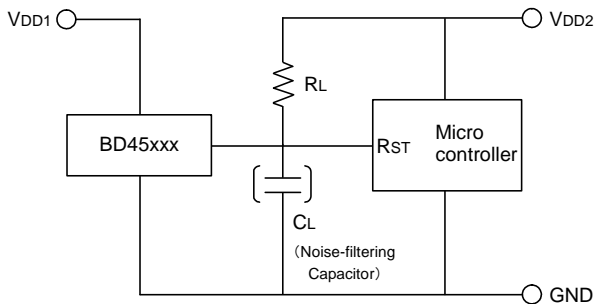 VDD1
VDD2
RL
BD45xxx
RST
Micro
controller
CL
（Noise-filtering
Capacitor）
GND